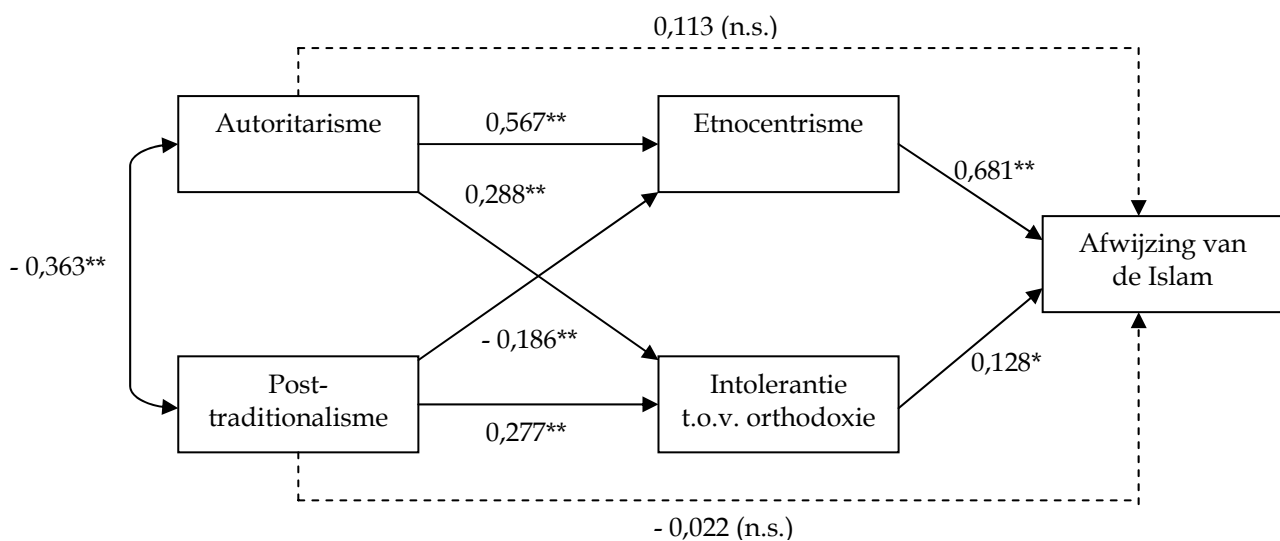 0,113 (n.s.)
Autoritarisme
0,567**
Etnocentrisme
0,288**
0,681**
- 0,363**
Afwijzing van
de Islam
- 0,186**
Post-
traditionalisme
0,277**
Intolerantie
t.o.v. orthodoxie
0,128*
- 0,022 (n.s.)